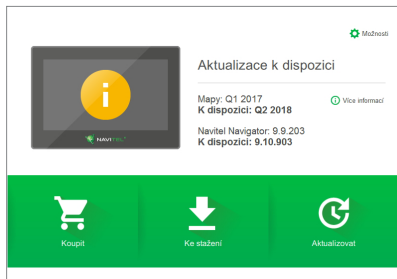 Možnosti
Aktualizace k dispozici
Mapy: Q1 2017
K dispozici: Q2 2018
Více informací
Navitel Navigator: 9.9.203
K dispozici: 9.10.903
NAVITEL
Koupit
Ke stažení
Aktualizovat